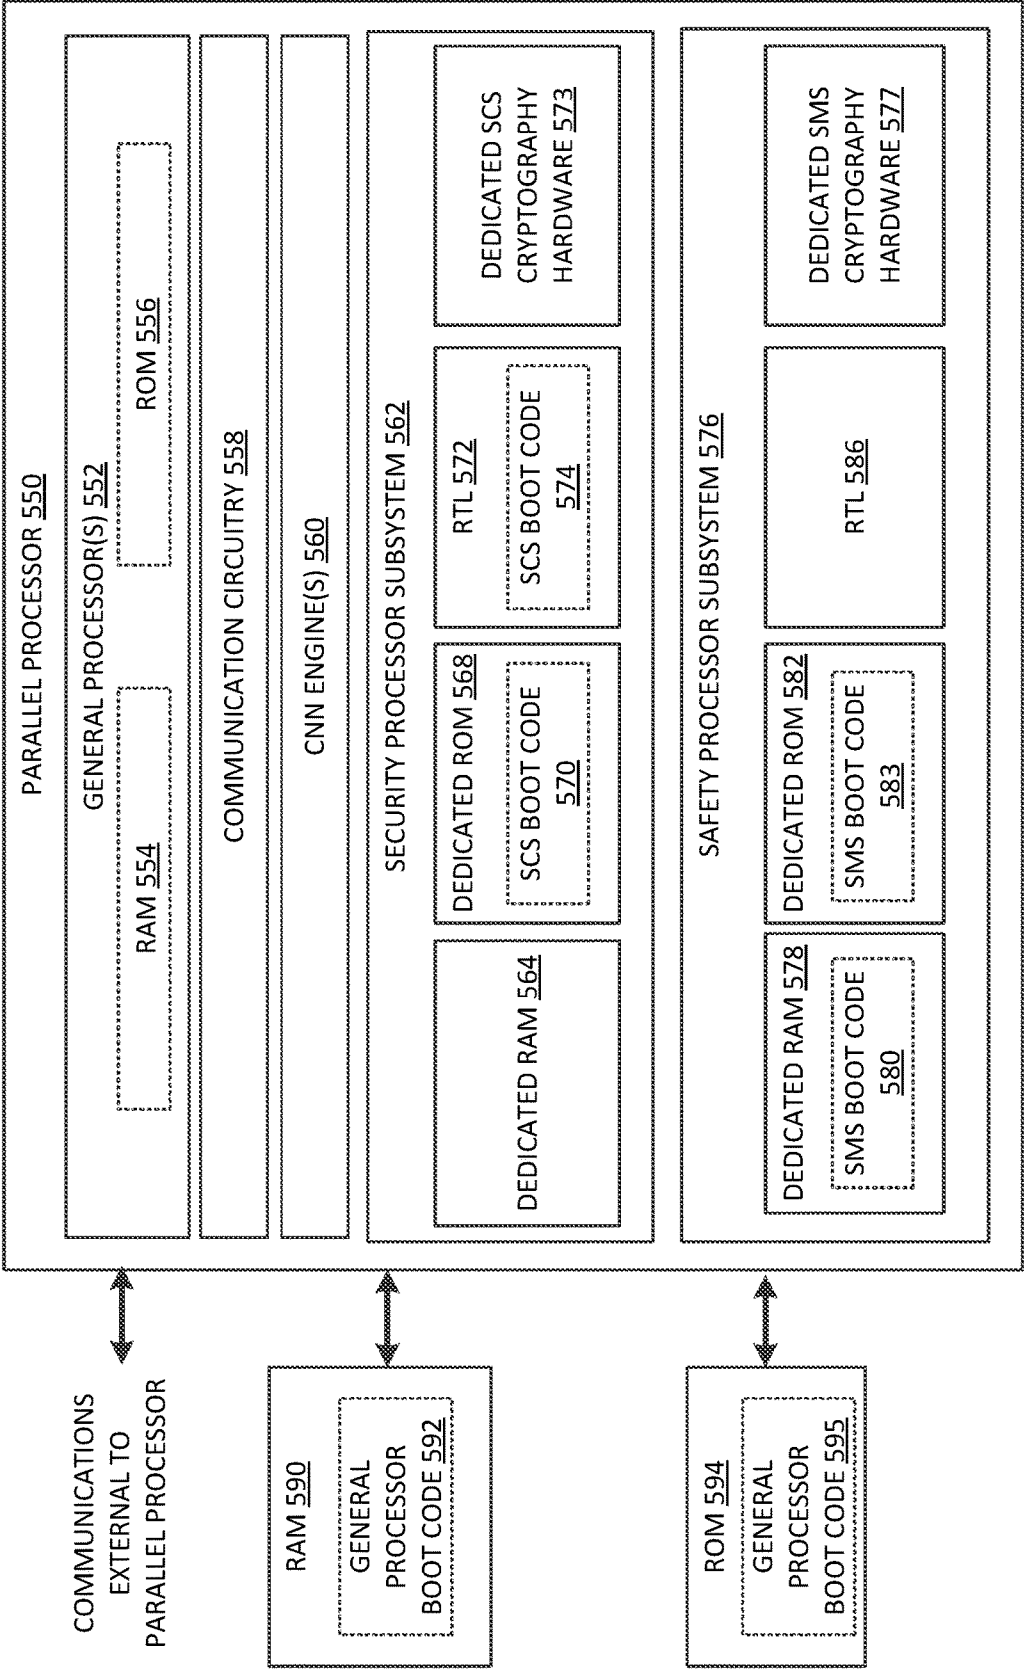 PARALLEL PROCESSOR 550
GENERAL PROCESSOR(S) 552
RAM 554
ROM 556
COMMUNICATION CIRCUITRY 558
CNN ENGINE(S) 560
SECURITY PROCESSOR SUBSYSTEM 562
DEDICATED RAM 564
DEDICATED ROM 568
SCS BOOT CODE
570
RTL 572
SCS BOOT CODE
574
DEDICATED SCS
CRYPTOGRAPHY
HARDWARE 573
SAFETY PROCESSOR SUBSYSTEM 576
DEDICATED RAM 578
SMS BOOT CODE
580
DEDICATED ROM 582
SMS BOOT CODE
583
RTL 586
DEDICATED SMS
CRYPTOGRAPHY
HARDWARE 577
COMMUNICATIONS
EXTERNAL TO
PARALLEL PROCESSOR
RAM 590
GENERAL
PROCESSOR
BOOT CODE 592
ROM 594
GENERAL
PROCESSOR
BOOT CODE 595